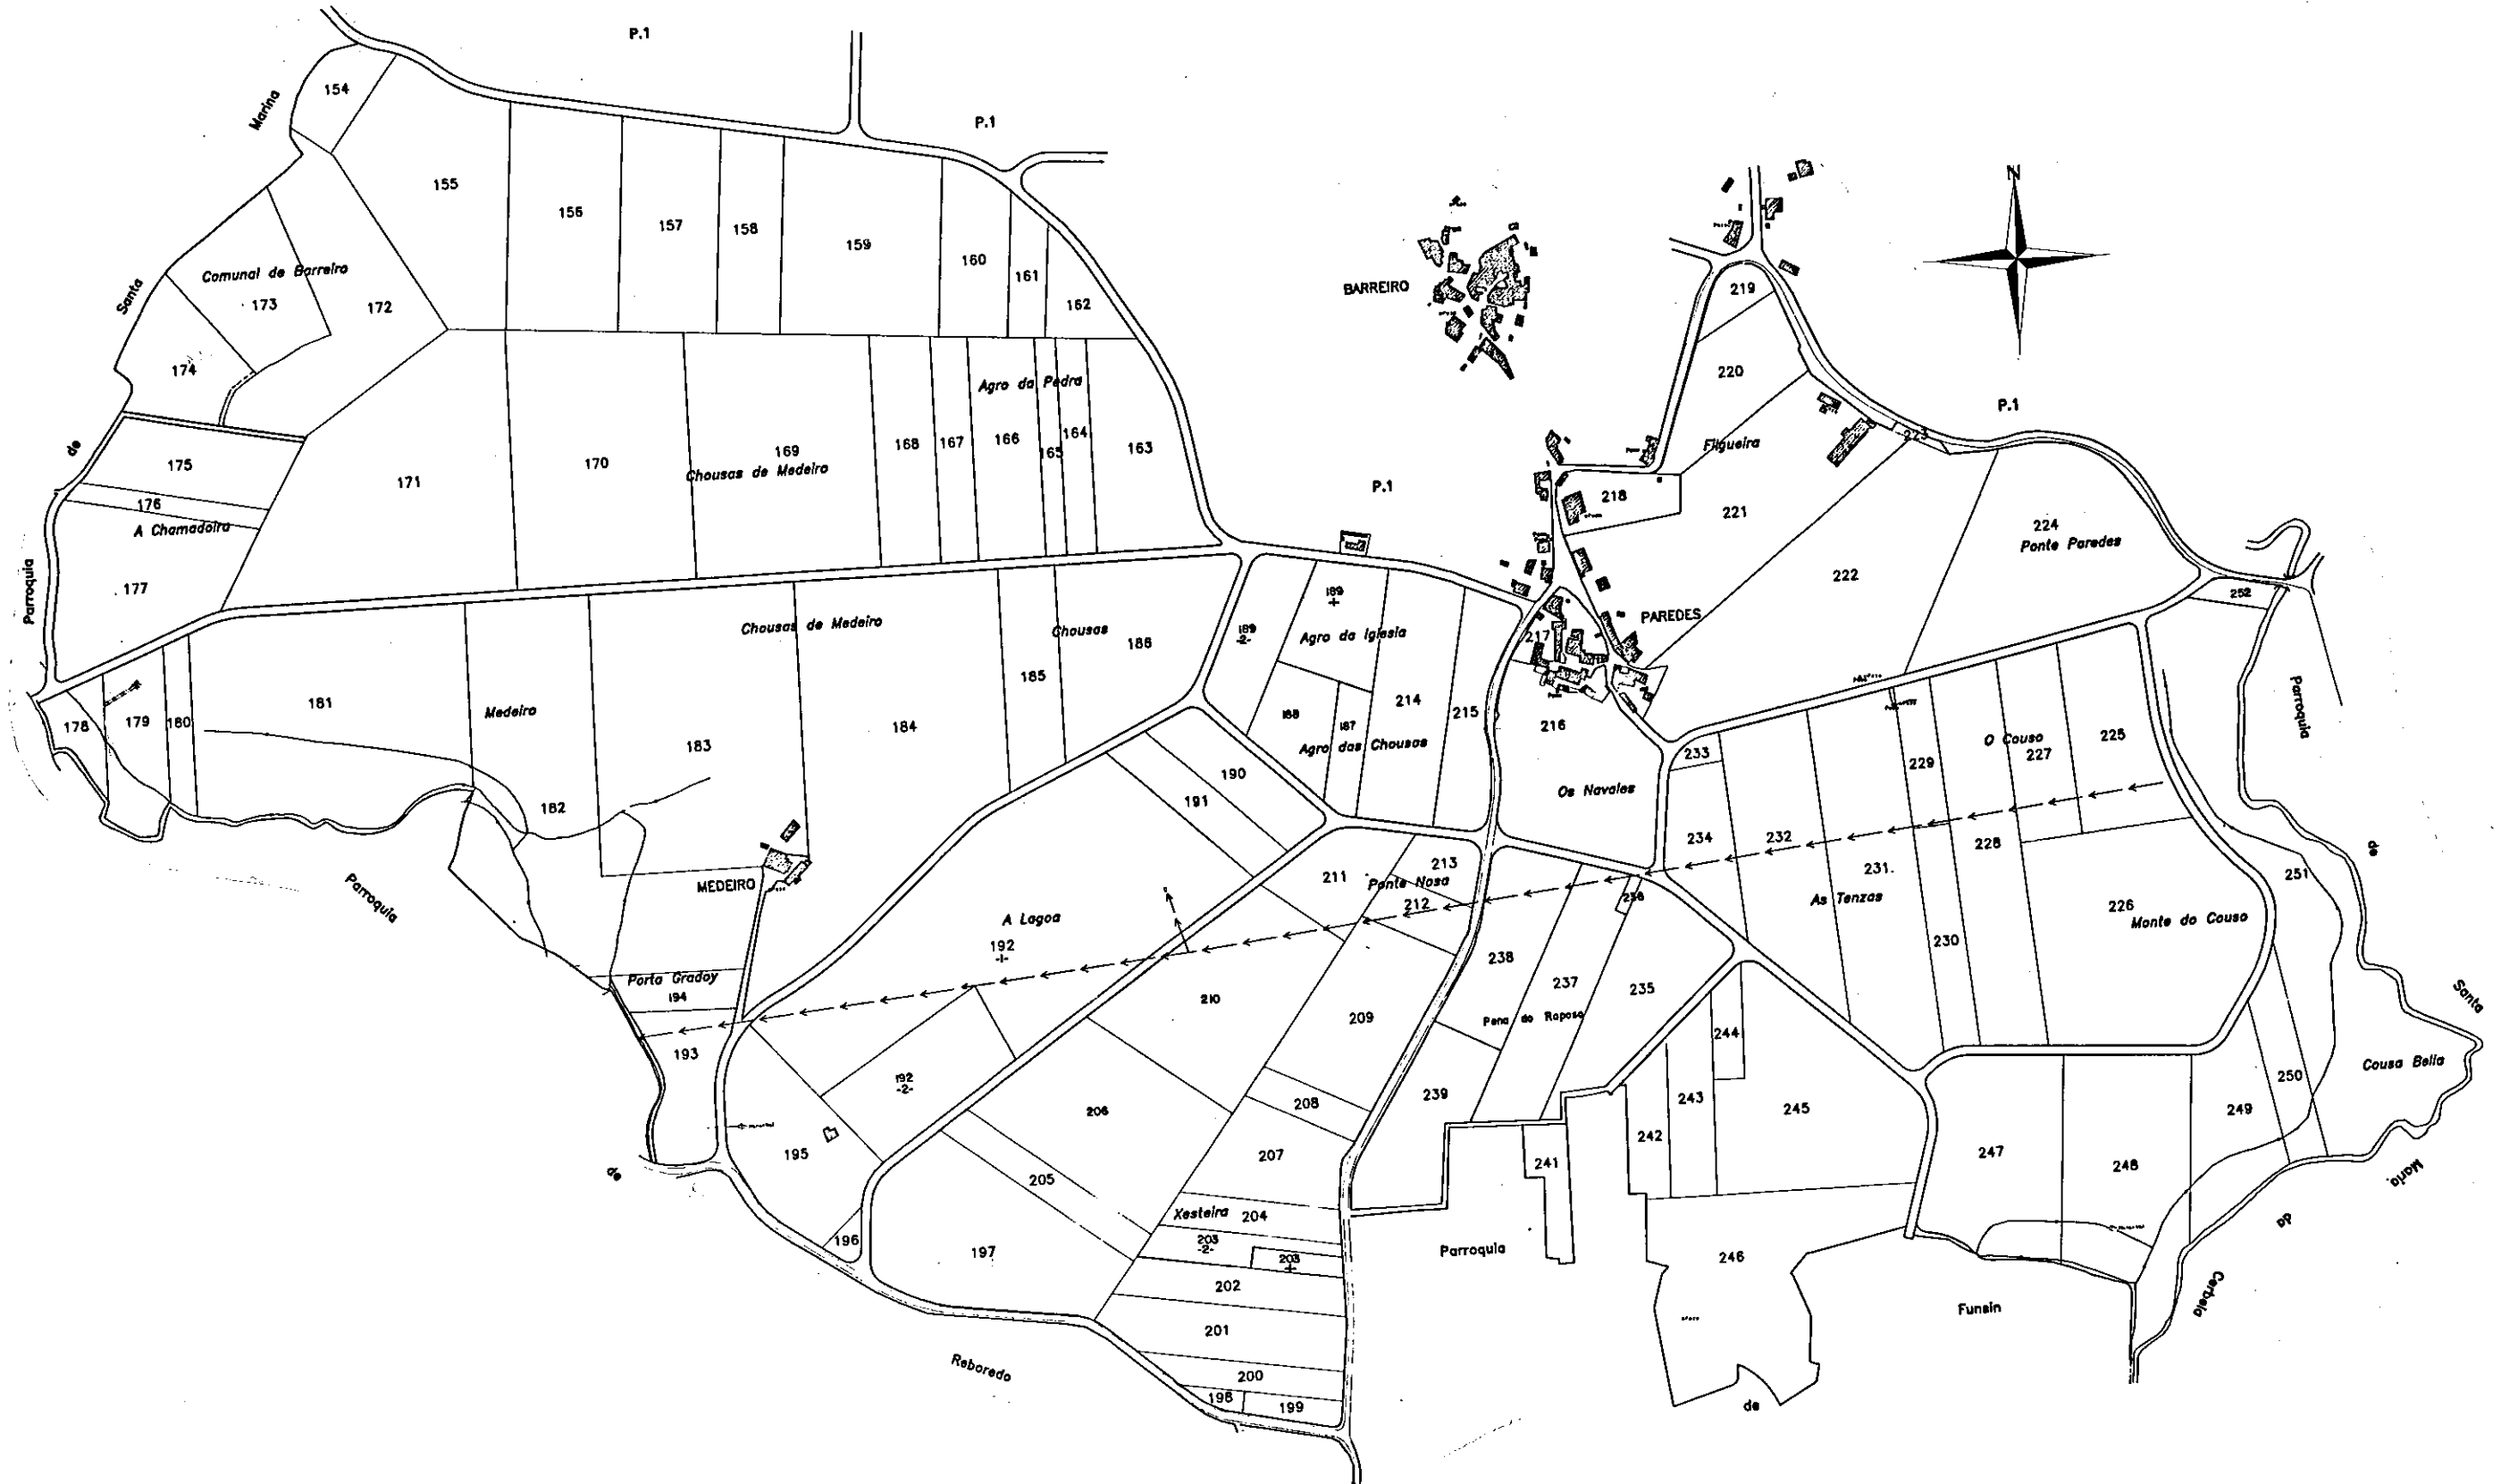 P.1
154
Marina
P.1
155
156
157
158
159
160
161
162
N
Comunal de Barreiro
173
172
Santa
BARREIRO
219
174
220
P.1
Agro da Pedra
de
175
176
A Chamadoira
177
171
170
169
Chousas de Medeiro
168
167
166
165
164
163
Filgueira
223
218
221
P.1
224
Ponte Paredes
222
Parroquia
252
189
+
Agro da Iglesia
189
-2-
217
PAREDES
Chousas de Medeiro
Chousas
186
185
181
Medeiro
178
179
180
183
184
188
187
214
215
Agro das Chousas
216
Os Navales
233
229
O Couso
227
225
Parroquia
190
191
182
234
232
231
228
As Tenzas
230
226
Monte do Couso
251
de
MEDEIRO
Parroquia
A Lagoa
192
-1-
211
213
Ponte Nosa
212
236
238
237
235
Pena do Raposo
Porto Gradoy
194
193
210
209
Santa
Cousa Bella
250
249
192
-2-
206
208
239
244
243
245
242
241
247
248
195
205
207
de
196
197
Xesteira
204
203
-2-
203
+
202
201
200
198
199
Parroquia
246
Funsin
Maria
de
Carbeia
Reboredo
de